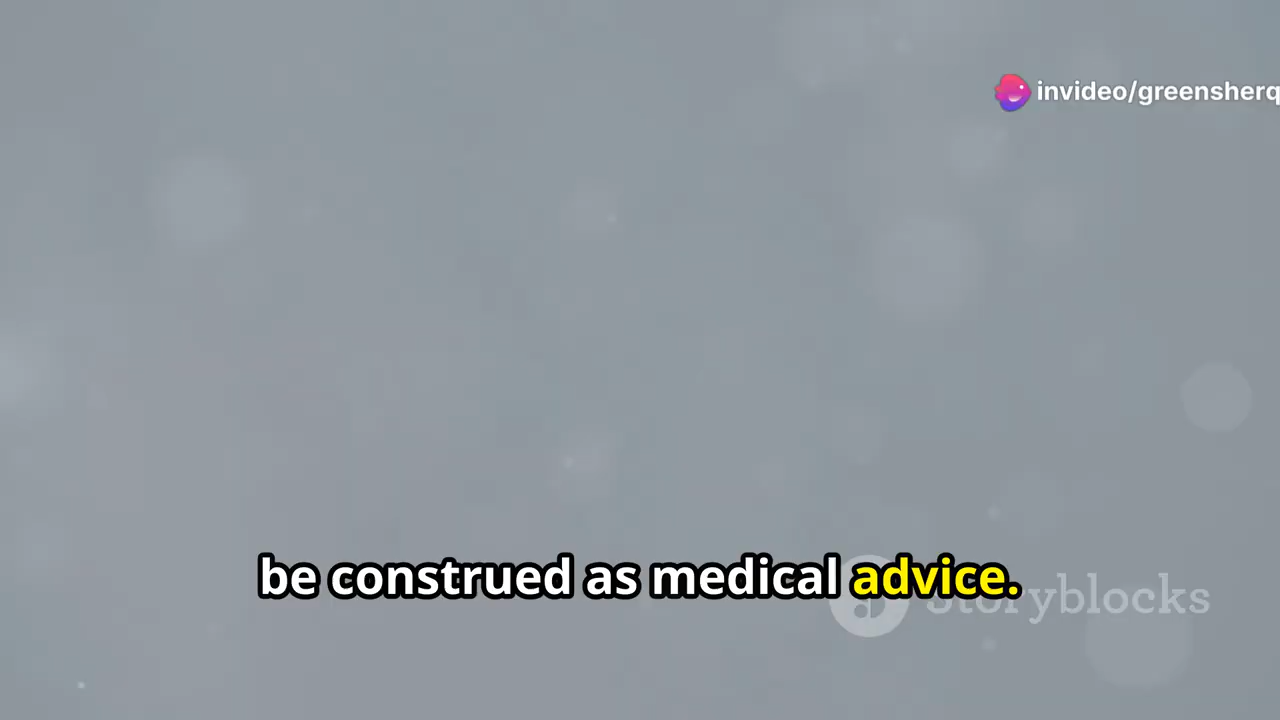 invideo/greensherq
be construed as medical advice.
Storyblocks